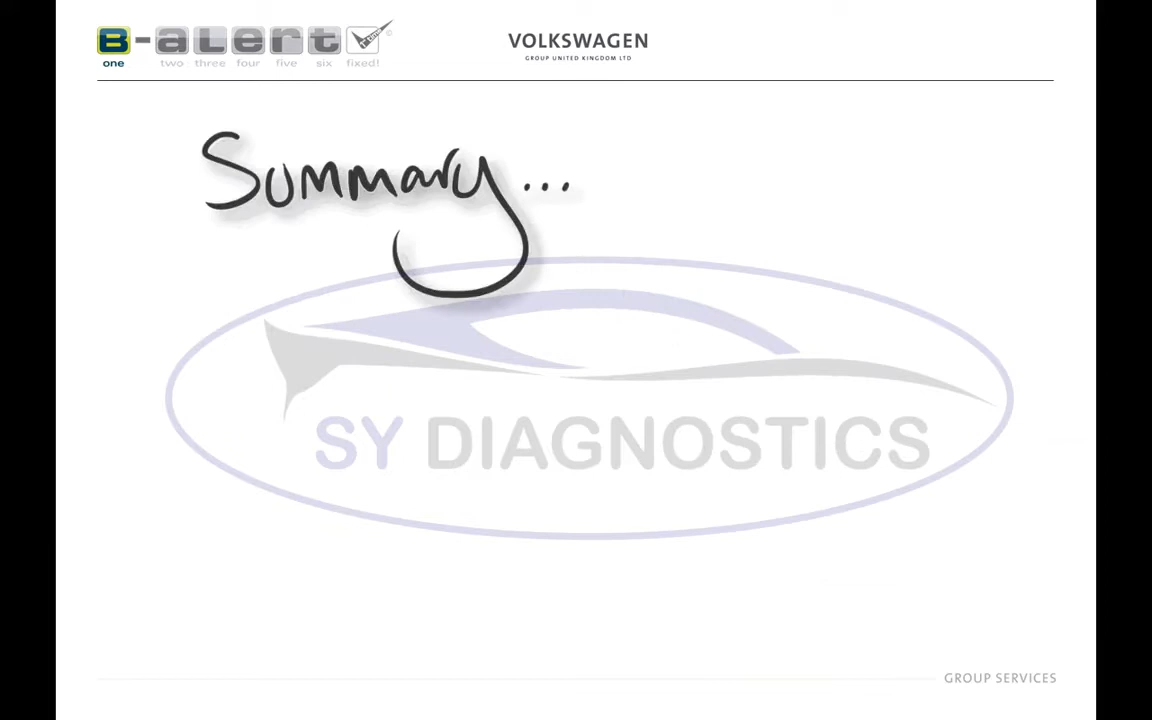 B-alert
one two three four five six fixed!
VOLKSWAGEN
GROUP UNITED KINGDOM LTD
Summary...
SY DIAGNOSTICS
GROUP SERVICES